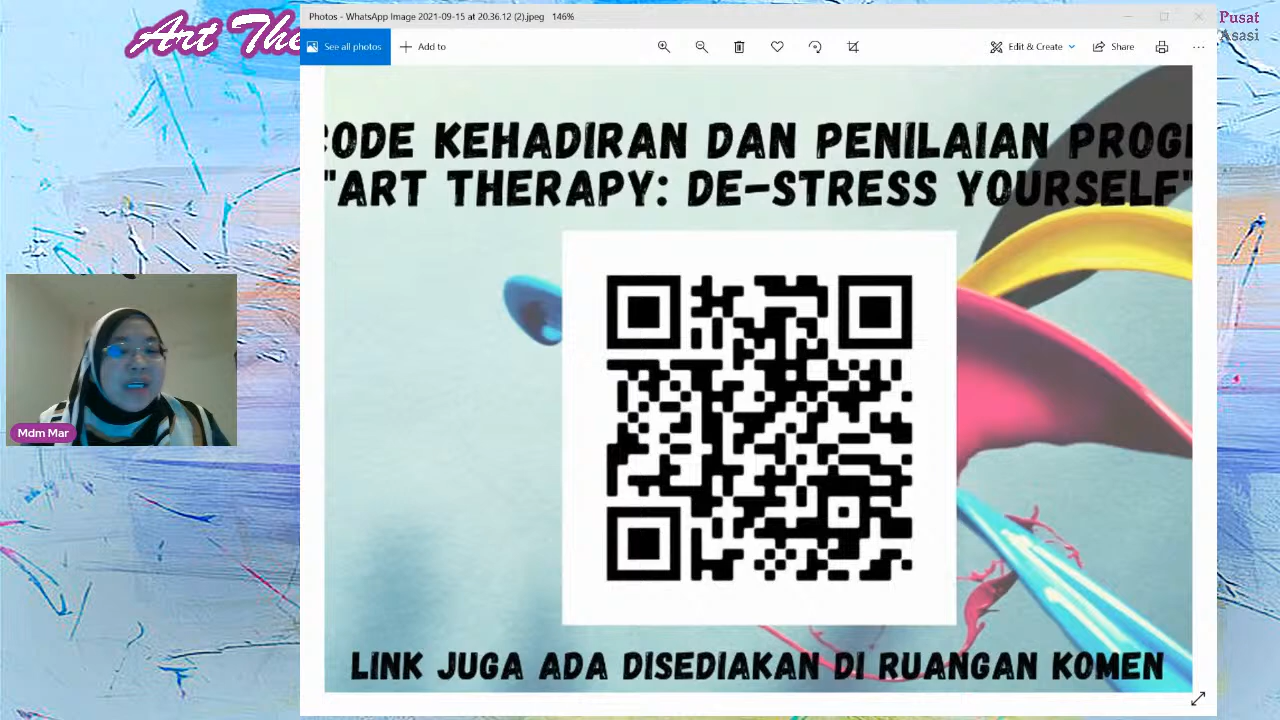 Art The
Photos - WhatsApp Image 2021-09-15 at 20.36.12 (2).jpeg 146%
Pusat
Asasi
See all photos
Add to
Edit & Create
Share
CODE KEHADIRAN DAN PENILAIAN PROG
"ART THERAPY: DE-STRESS YOURSELF"
Mdm Mar
LINK JUGA ADA DISEDIAKAN DI RUANGAN KOMEN